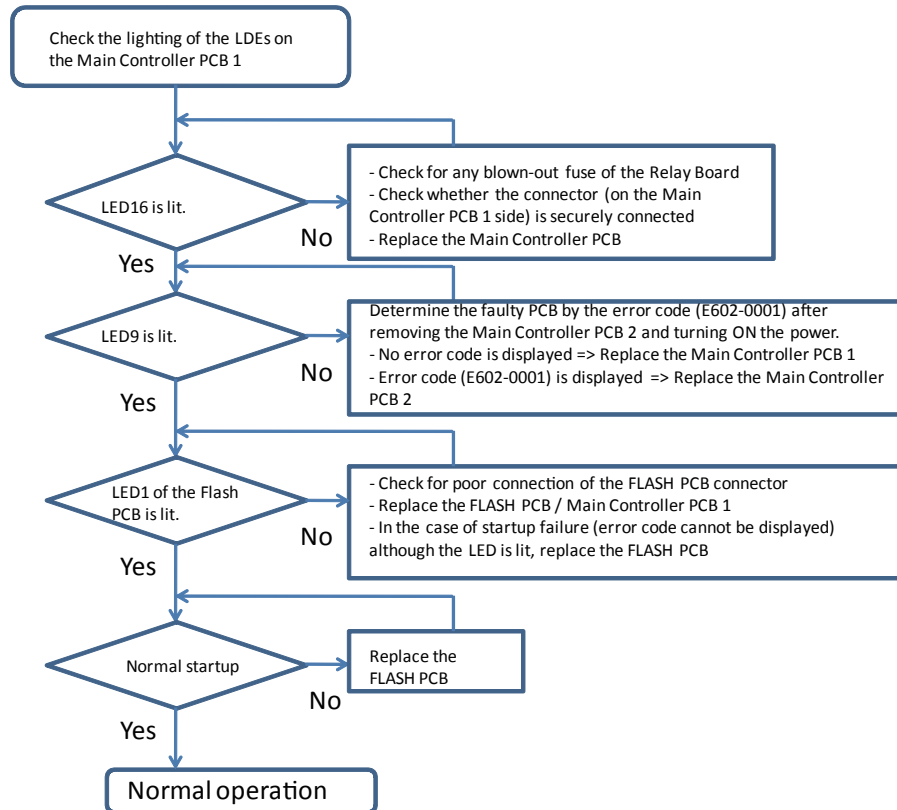 Check the lighting of the LDEs on
the Main Controller PCB 1
LED16 is lit.
No
- Check for any blown-out fuse of the Relay Board
- Check whether the connector (on the Main
Controller PCB 1 side) is securely connected
- Replace the Main Controller PCB
Yes
LED9 is lit.
No
Determine the faulty PCB by the error code (E602-0001) after
removing the Main Controller PCB 2 and turning ON the power.
- No error code is displayed => Replace the Main Controller PCB 1
- Error code (E602-0001) is displayed => Replace the Main Controller
PCB 2
Yes
LED1 of the Flash
PCB is lit.
No
- Check for poor connection of the FLASH PCB connector
- Replace the FLASH PCB / Main Controller PCB 1
- In the case of startup failure (error code cannot be displayed)
although the LED is lit, replace the FLASH PCB
Yes
Normal startup
No
Replace the
FLASH PCB
Yes
Normal operation